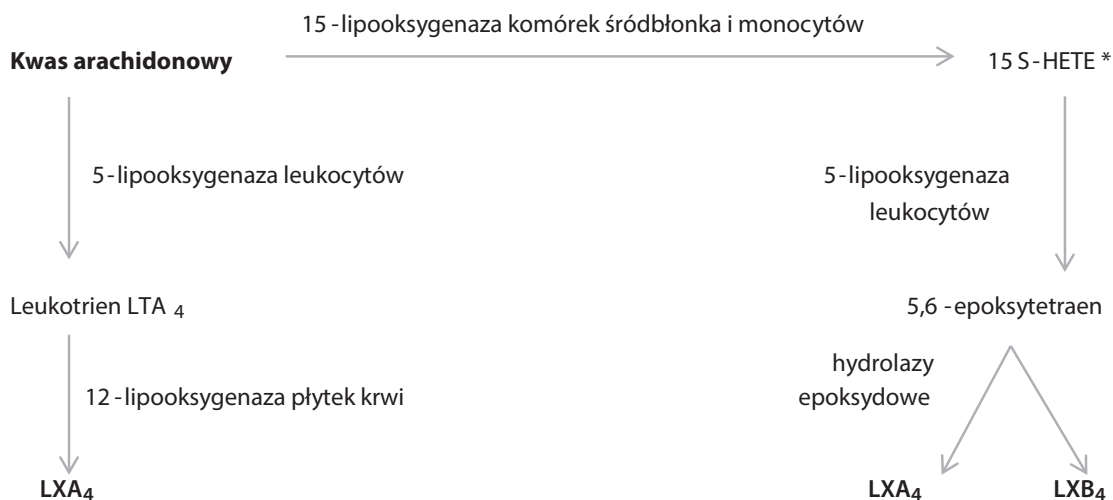 15-lipooksygenaza komórek śródbłonka i monocytów
Kwas arachidonowy
15 S-HETE *
5-lipooksygenaza leukocytów
5-lipooksygenaza
leukocytów
Leukotrien LTA 4
5,6 -epoksytetraen
12-lipooksygenaza płytek krwi
hydrolazy
epoksydowe
LXA4
LXA4
LXB4